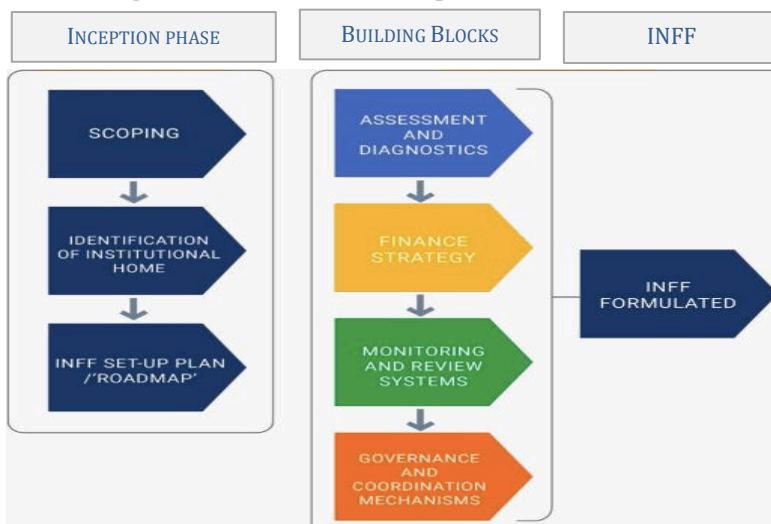 INCEPTION PHASE
BUILDING BLOCKS
INFF
SCOPING
IDENTIFICATION
OF INSTITUTIONAL
HOME
INFF SET-UP PLAN
/'ROADMAP'
ASSESSMENT
AND
DIAGNOSTICS
FINANCE
STRATEGY
MONITORING
AND REVIEW
SYSTEMS
GOVERNANCE
AND
COORDINATION
MECHANISMS
INFF
FORMULATED